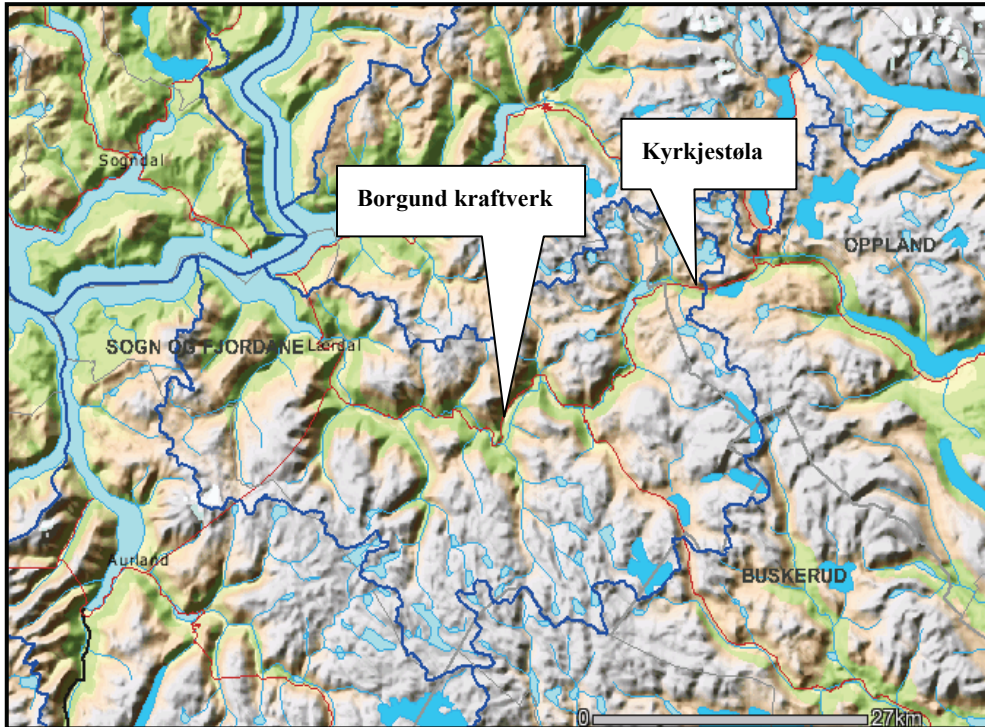 Sogndal
Kyrkjestøla
Borgund kraftverk
OPPLAND
SOGN OG FJORDANE
Lærdal
Aurland
BUSKERUD
0 27km